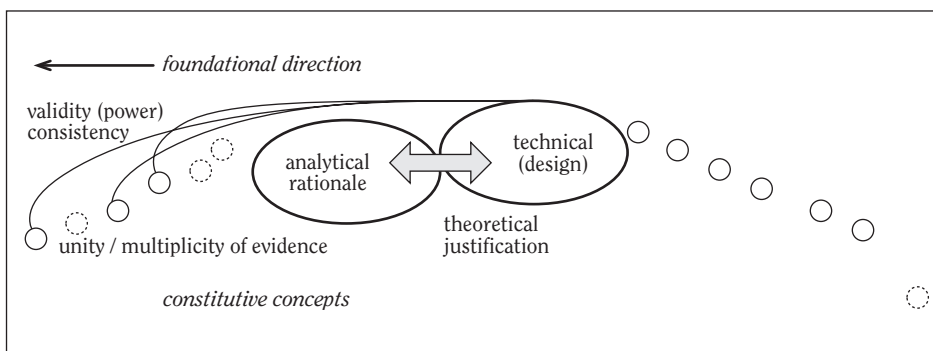 foundational direction
validity (power)
consistency
analytical
rationale
technical
(design)
unity / multiplicity of evidence
theoretical
justification
constitutive concepts